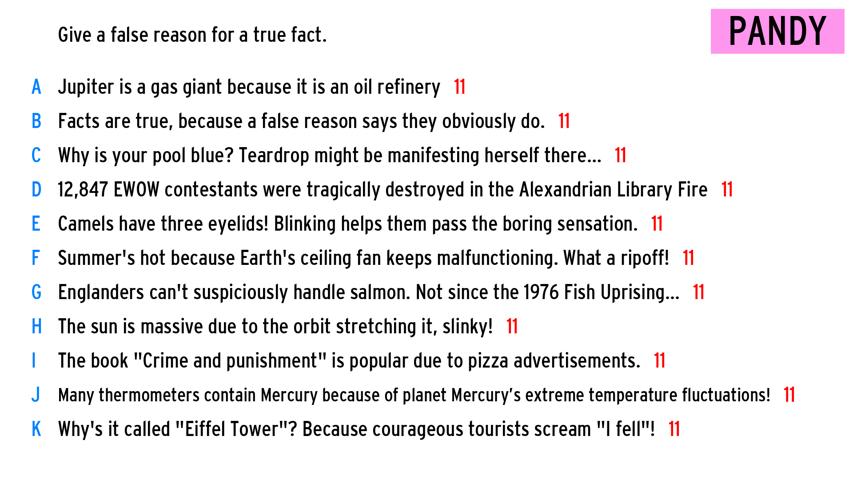 Give a false reason for a true fact.
PANDY
A Jupiter is a gas giant because it is an oil refinery 11
B Facts are true, because a false reason says they obviously do. 11
C Why is your pool blue? Teardrop might be manifesting herself there... 11
D 12,847 EWOW contestants were tragically destroyed in the Alexandrian Library Fire 11
E Camels have three eyelids! Blinking helps them pass the boring sensation. 11
F Summer's hot because Earth's ceiling fan keeps malfunctioning. What a ripoff! 11
G Englanders can't suspiciously handle salmon. Not since the 1976 Fish Uprising... 11
H The sun is massive due to the orbit stretching it, slinky! 11
I The book "Crime and punishment" is popular due to pizza advertisements. 11
J Many thermometers contain Mercury because of planet Mercury’s extreme temperature fluctuations! 11
K Why's it called "Eiffel Tower"? Because courageous tourists scream "I fell"! 11